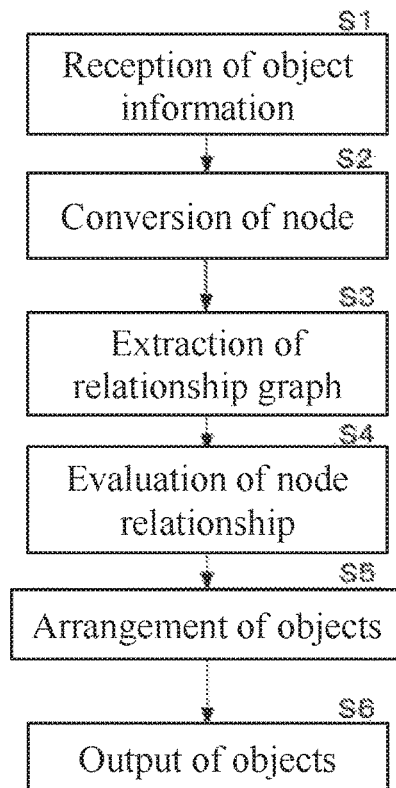 S1
Reception of object
information
S2
Conversion of node
S3
Extraction of
relationship graph
S4
Evaluation of node
relationship
S5
Arrangement of objects
S6
Output of objects